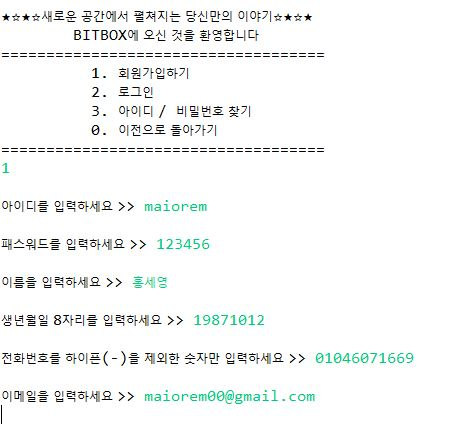 ★☆★☆새로운 공간에서 펼쳐지는 당신만의 이야기☆★☆★
BITBOX에 오신 것을 환영합니다
====================================
1. 회원가입하기
2. 로그인
3. 아이디 / 비밀번호 찾기
0. 이전으로 돌아가기
====================================
1
아이디를 입력하세요 >> maiorem
패스워드를 입력하세요 >> 123456
이름을 입력하세요 >> 홍세영
생년월일 8자리를 입력하세요 >> 19871012
전화번호를 하이픈(-)을 제외한 숫자만 입력하세요 >> 01046071669
이메일을 입력하세요 >> maiorem00@gmail.com